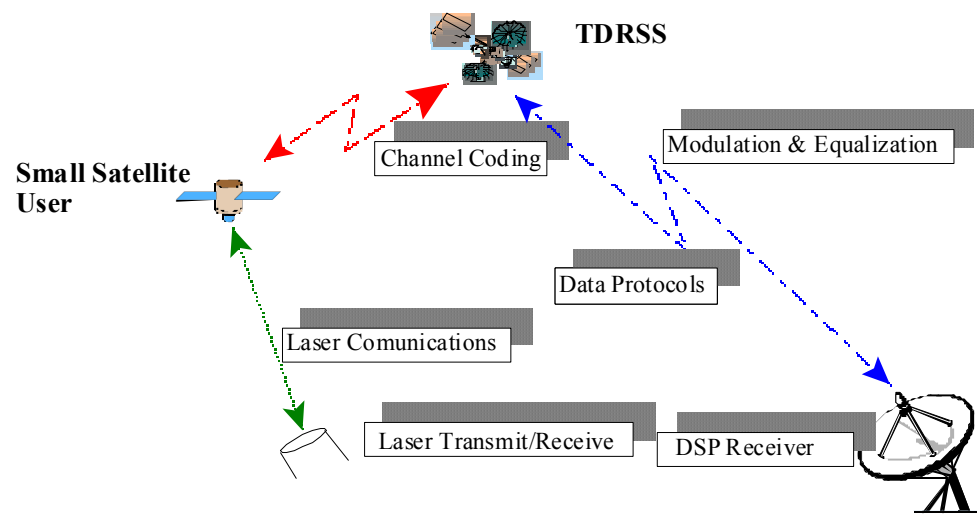 TDRSS
Channel Coding
Modulation & Equalization
Small Satellite
User
Data Protocols
Laser Comunications
Laser Transmit/Receive
DSP Receiver